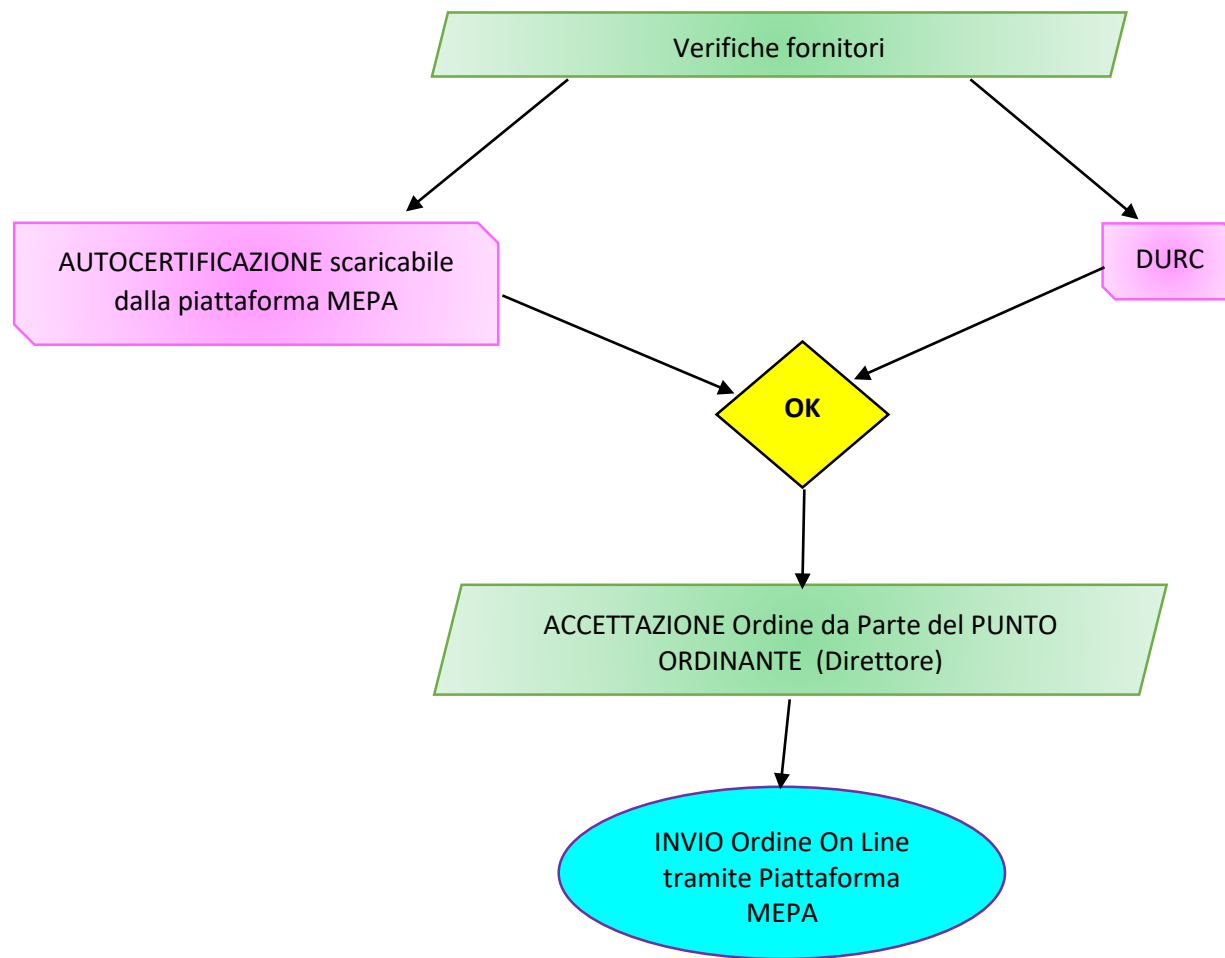 Verifiche fornitori
AUTOCERTIFICAZIONE scaricabile
dalla piattaforma MEPA
DURC
OK
ACCETTAZIONE Ordine da Parte del PUNTO
ORDINANTE  (Direttore)
INVIO Ordine On Line
tramite Piattaforma
MEPA